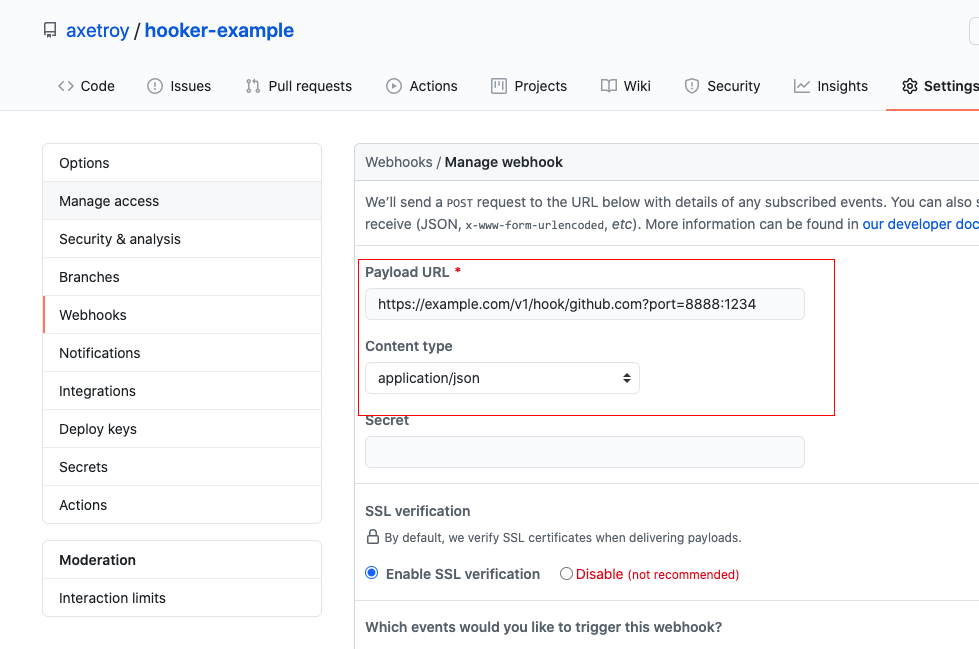 axetroy / hooker-example
Code Issues Pull requests Actions Projects Wiki Security Insights Settings
Options
Manage access
Security & analysis
Branches
Webhooks
Notifications
Integrations
Deploy keys
Secrets
Actions
Moderation
Interaction limits
Webhooks / Manage webhook
We’ll send a POST request to the URL below with details of any subscribed events. You can also
receive (JSON, x-www-form-urlencoded, etc). More information can be found in our developer
Payload URL *
https://example.com/v1/hook/github.com?port=8888:1234
Content type
application/json
Secret
SSL verification
By default, we verify SSL certificates when delivering payloads.
Enable SSL verification Disable (not recommended)
Which events would you like to trigger this webhook?